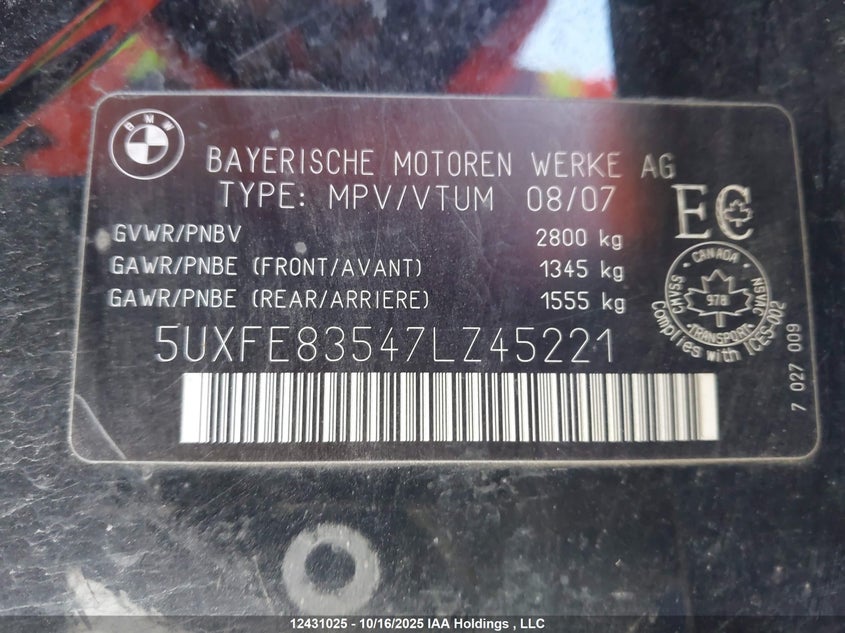 BMW
BAYERISCHE MOTOREN WERKE AG
TYPE: MPV/VTUM 08/07
EC
GVWR/PNBV 2800 kg
GAWR/PNBE (FRONT/AVANT) 1345 kg
GAWR/PNBE (REAR/ARRIERE) 1555 kg
CANADA
CMVSS
NSVAC
978
TRANSPORT
Complies with ICES-002
5UXFE83547LZ45221
7 027 009
12431025 - 10/16/2025 IAA Holdings , LLC